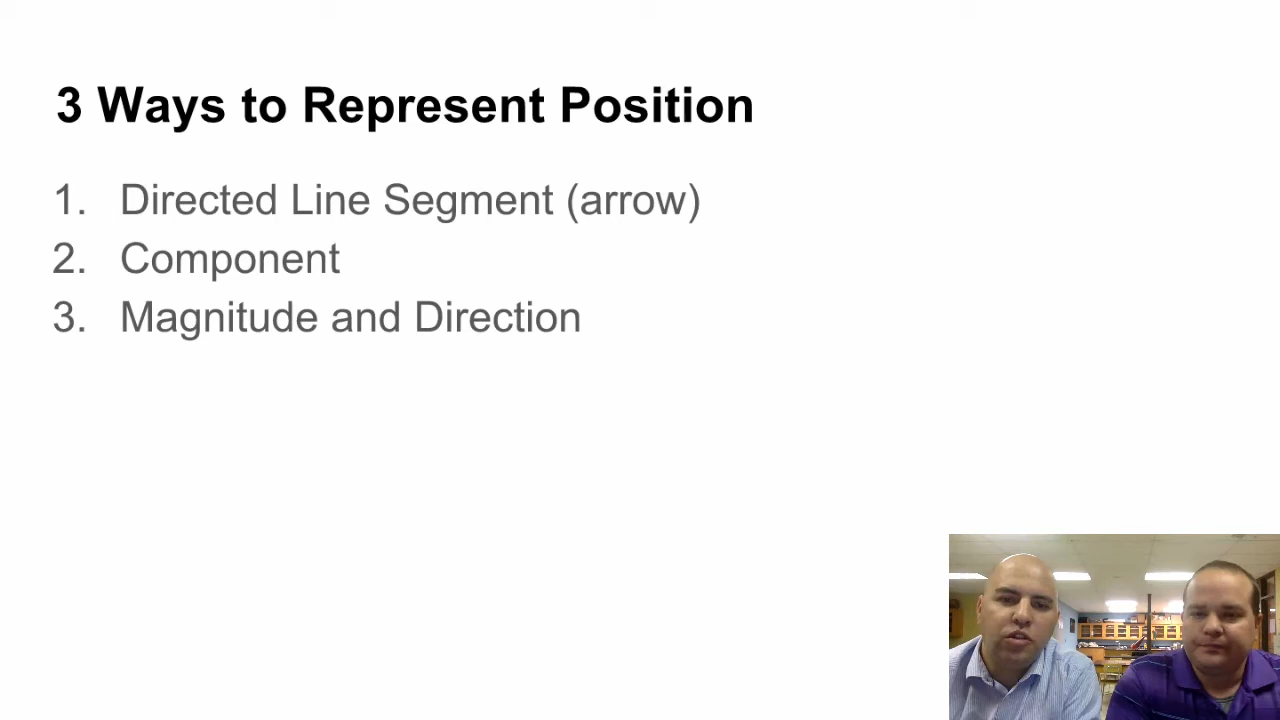 3 Ways to Represent Position
1. Directed Line Segment (arrow)
2. Component
3. Magnitude and Direction